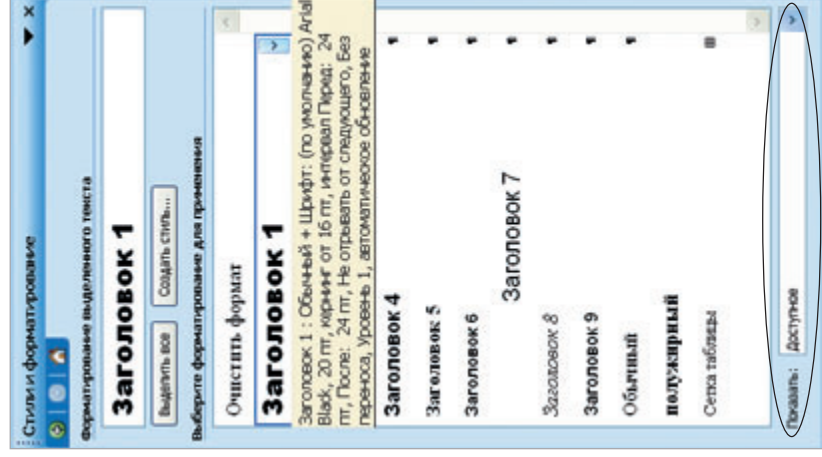 Стили и форматирование
Форматирование выделенного текста
Заголовок 1
Выделить все
Создать стиль...
Выберите форматирование для применения
Очистить формат
Заголовок 1
Заголовок 1 : Обычный + Шрифт: (по умолчанию) Arial
Black, 20 пт, кернинг от 16 пт, интервал Перед: 24
пт, После: 24 пт, Не отрывать от следующего, Без
переноса, Уровень 1, автоматическое обновление
Заголовок 4
Заголовок 5
Заголовок 6
Заголовок 7
Заголовок 8
Заголовок 9
Обычный
полужирный
Сетка таблицы
Показать: Доступное